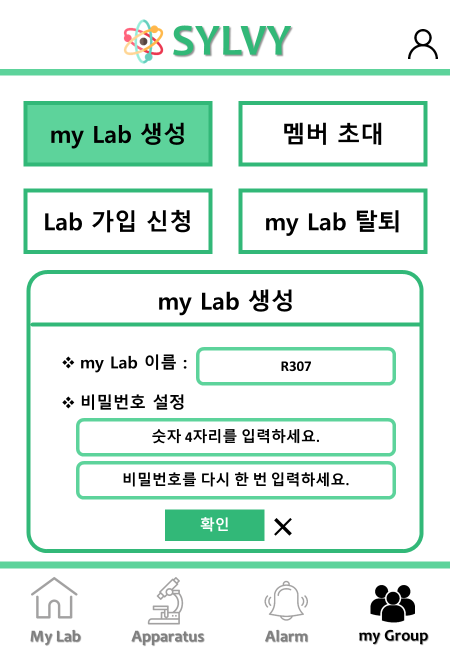 SYLVY
my Lab 생성
멤버 초대
Lab 가입 신청
my Lab 탈퇴
my Lab 생성
my Lab 이름 :
R307
비밀번호 설정
숫자 4자리를 입력하세요.
비밀번호를 다시 한 번 입력하세요.
확인
My Lab
Apparatus
Alarm
my Group